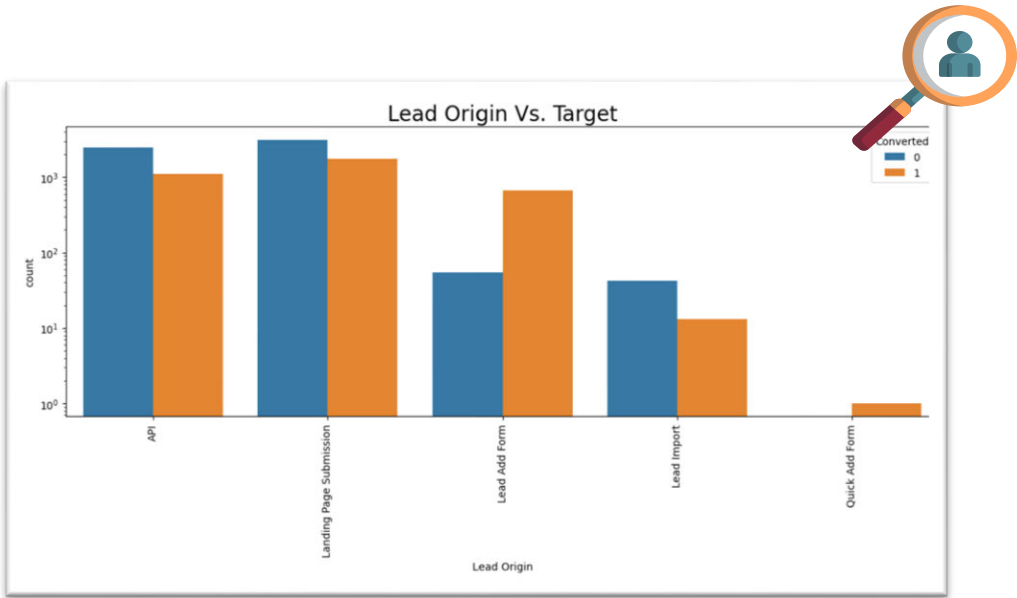 Lead Origin Vs. Target
Converted
0
1
10³
10²
10¹
10⁰
count
API
Landing Page Submission
Lead Add Form
Lead Import
Quick Add Form
Lead Origin